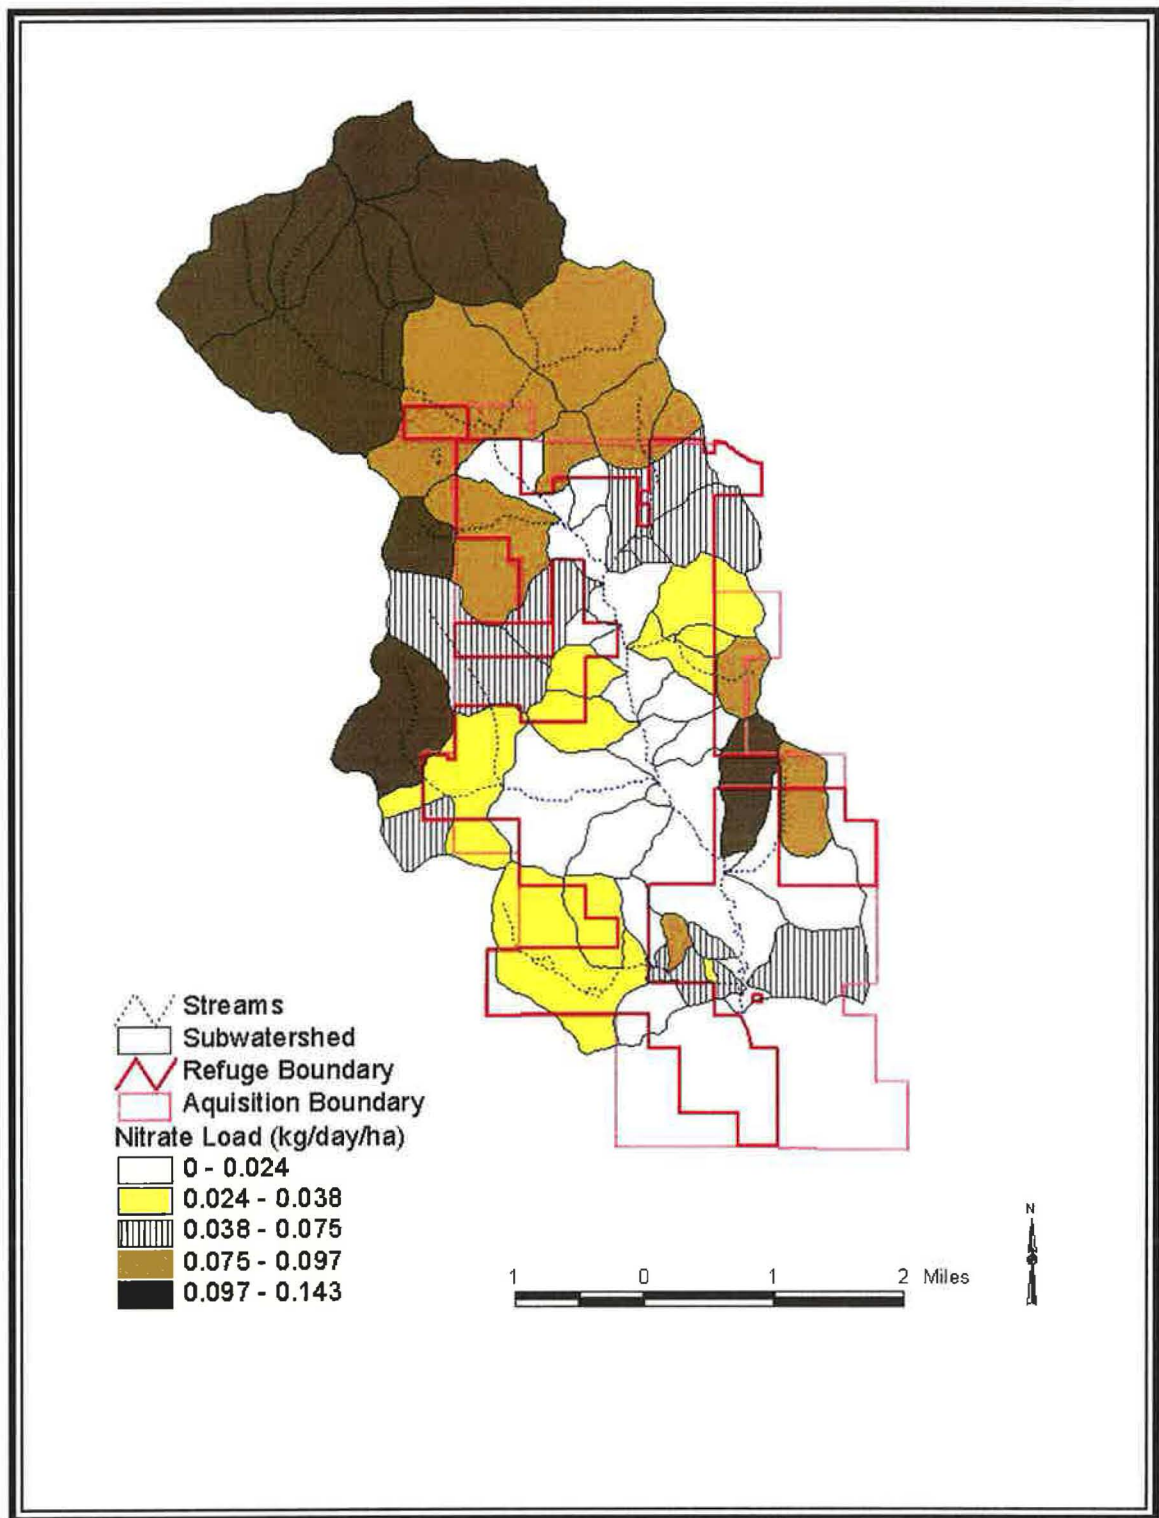 Streams
Subwatershed
Refuge Boundary
Aquisition Boundary
Nitrate Load (kg/day/ha)
0 - 0.024
0.024 - 0.038
0.038 - 0.075
0.075 - 0.097
0.097 - 0.143
1 0 1 2 Miles
N